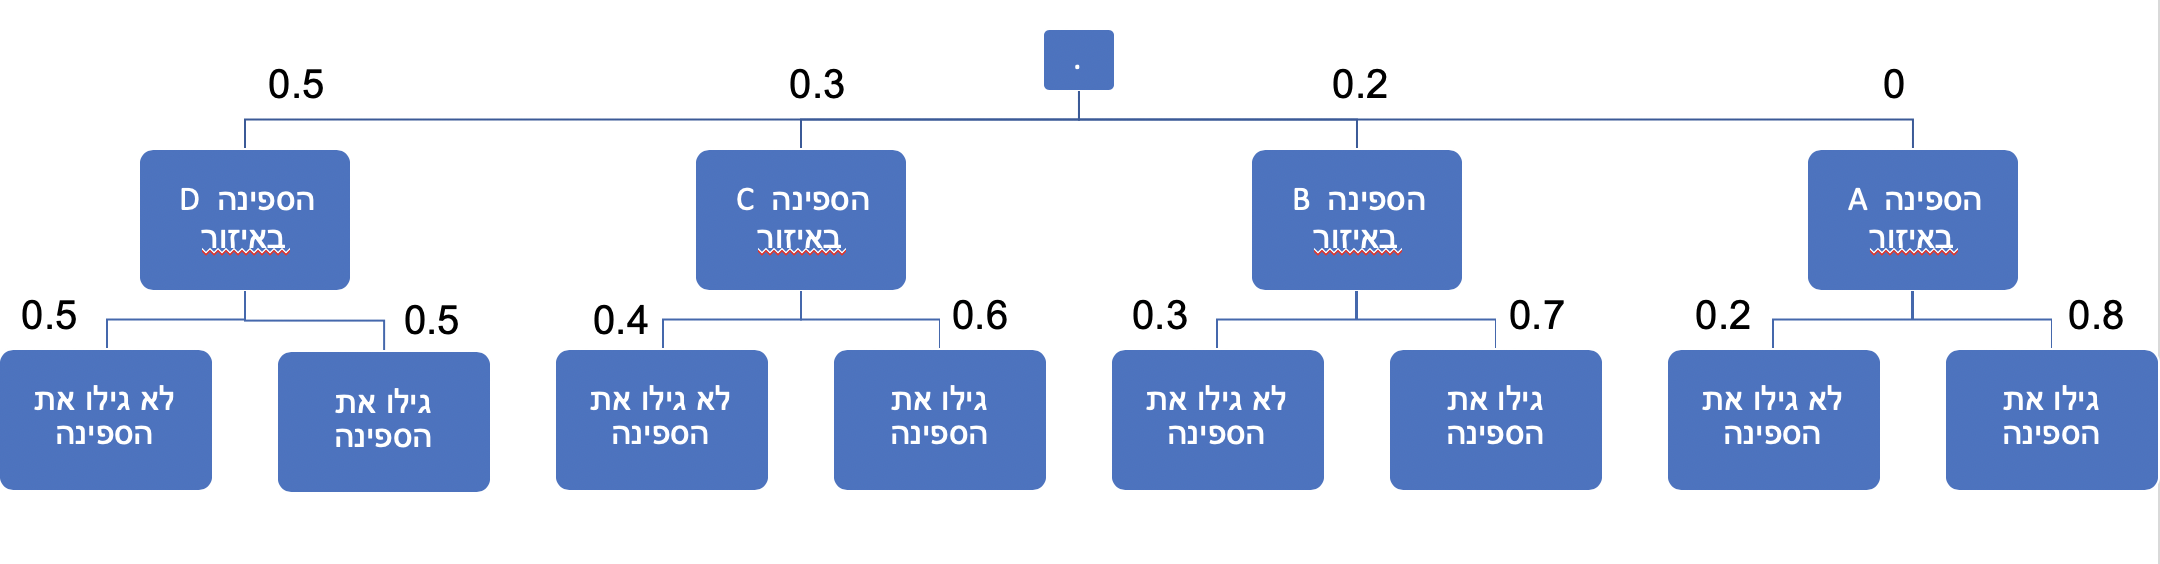 .
0
0.2
0.3
0.5
הספינה A
באיזור
הספינה B
באיזור
הספינה C
באיזור
הספינה D
באיזור
0.8
0.2
0.7
0.3
0.6
0.4
0.5
0.5
גילו את
הספינה
לא גילו את
הספינה
גילו את
הספינה
לא גילו את
הספינה
גילו את
הספינה
לא גילו את
הספינה
גילו את
הספינה
לא גילו את
הספינה